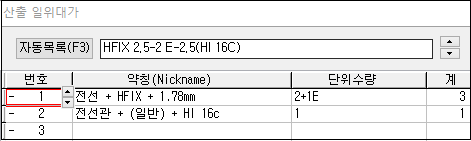 산출 일위대가
자동목록(F3) HFIX 2,5-2 E-2,5(HI 16C)
번호 약칭(Nickname) 단위수량 계
- 1 전선 + HFIX + 1.78mm 2+1E 3
- 2 전선관 + (일반) + HI 16c 1 1
- 3